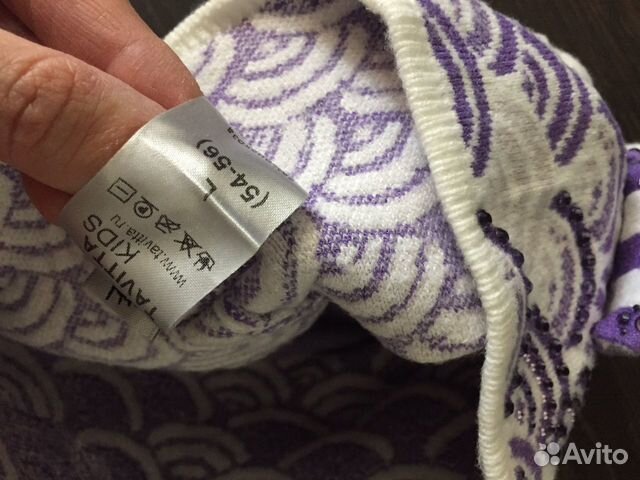 TAVITTA
KIDS
www.tavitta.ru
L
(54-56)
Avito